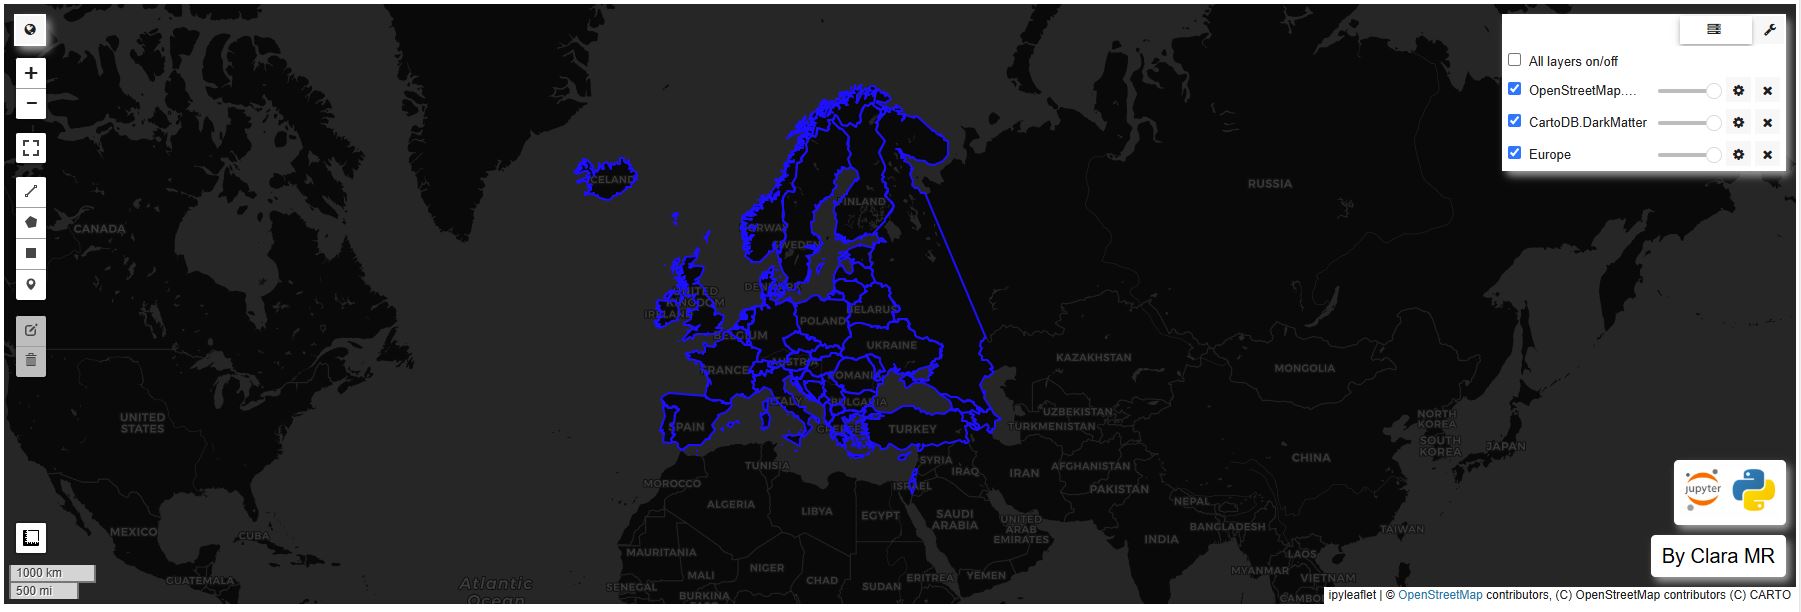 All layers on/off
OpenStreetMap....
CartoDB.DarkMatter
Europe
CANADA
UNITED
STATES
MEXICO
CUBA
GUATEMALA
Atlantic
Ocean
CELAND
FINLAND
NORWAY
SWEDEN
DENMARK
UNITED
KINGDOM
IRELAND
BELGIUM
POLAND
BELARUS
UKRAINE
FRANCE
AUSTRIA
ROMANIA
ITALY
BULGARIA
SPAIN
GREECE
TURKEY
RUSSIA
KAZAKHSTAN
MONGOLIA
UZBEKISTAN
TURKMENISTAN
NORTH
KOREA
SOUTH
KOREA
JAPAN
CHINA
SYRIA
IRAQ
IRAN
AFGHANISTAN
PAKISTAN
NEPAL
ISRAEL
TUNISIA
MOROCCO
ALGERIA
LIBYA
EGYPT
SAUDI
ARABIA
UNITED
ARAB
EMIRATES
INDIA
BANGLADESH
TAIWAN
LAOS
MYANMAR
VIETNAM
MAURITANIA
MALI
NIGER
CHAD
SUDAN
ERITREA
YEMEN
SENEGAL
BURKINA
jupyter
By Clara MR
1000 km
500 mi
ipyleaflet | © OpenStreetMap contributors, (C) OpenStreetMap contributors (C) CARTO